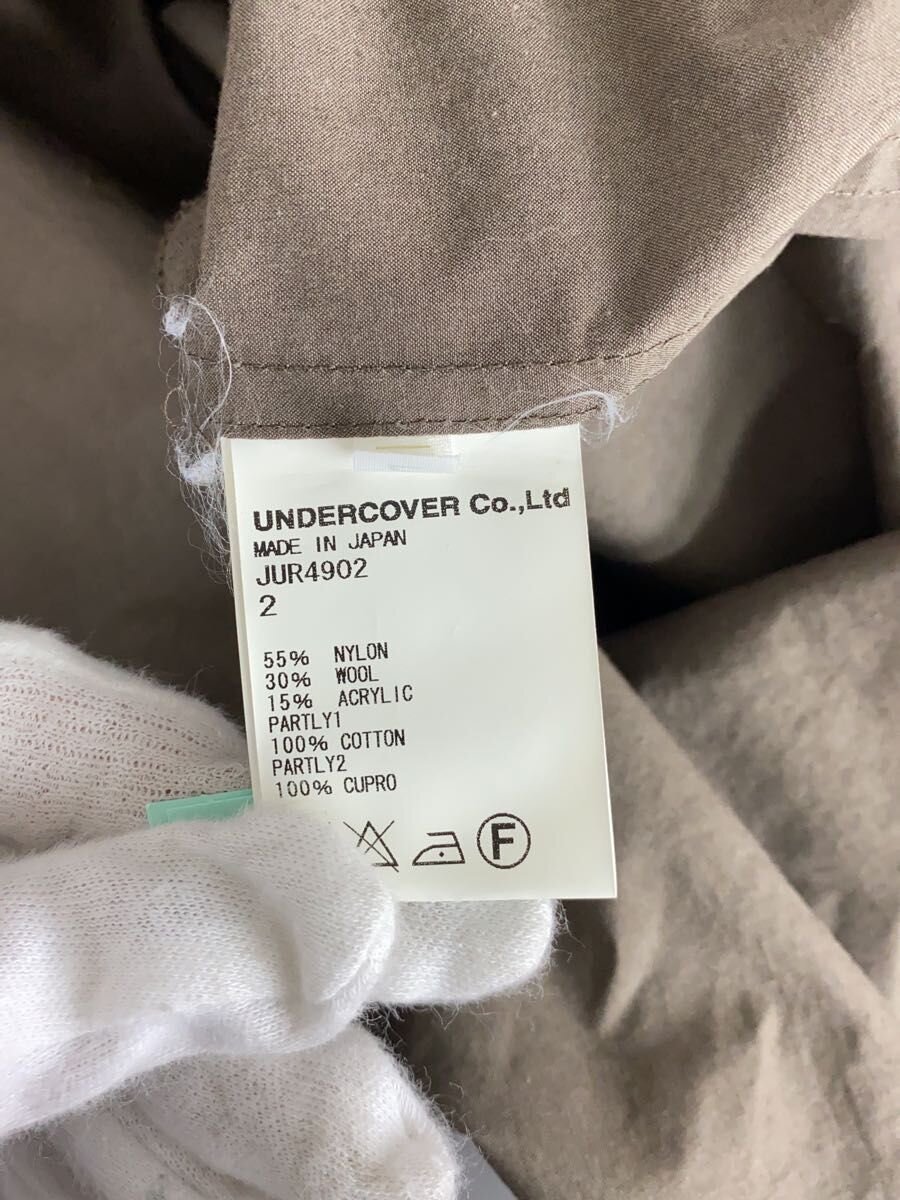 UNDERCOVER Co.,Ltd
MADE IN JAPAN
JUR4902
2
55% NYLON
30% WOOL
15% ACRYLIC
PARTLY1
100% COTTON
PARTLY2
100% CUPRO
F